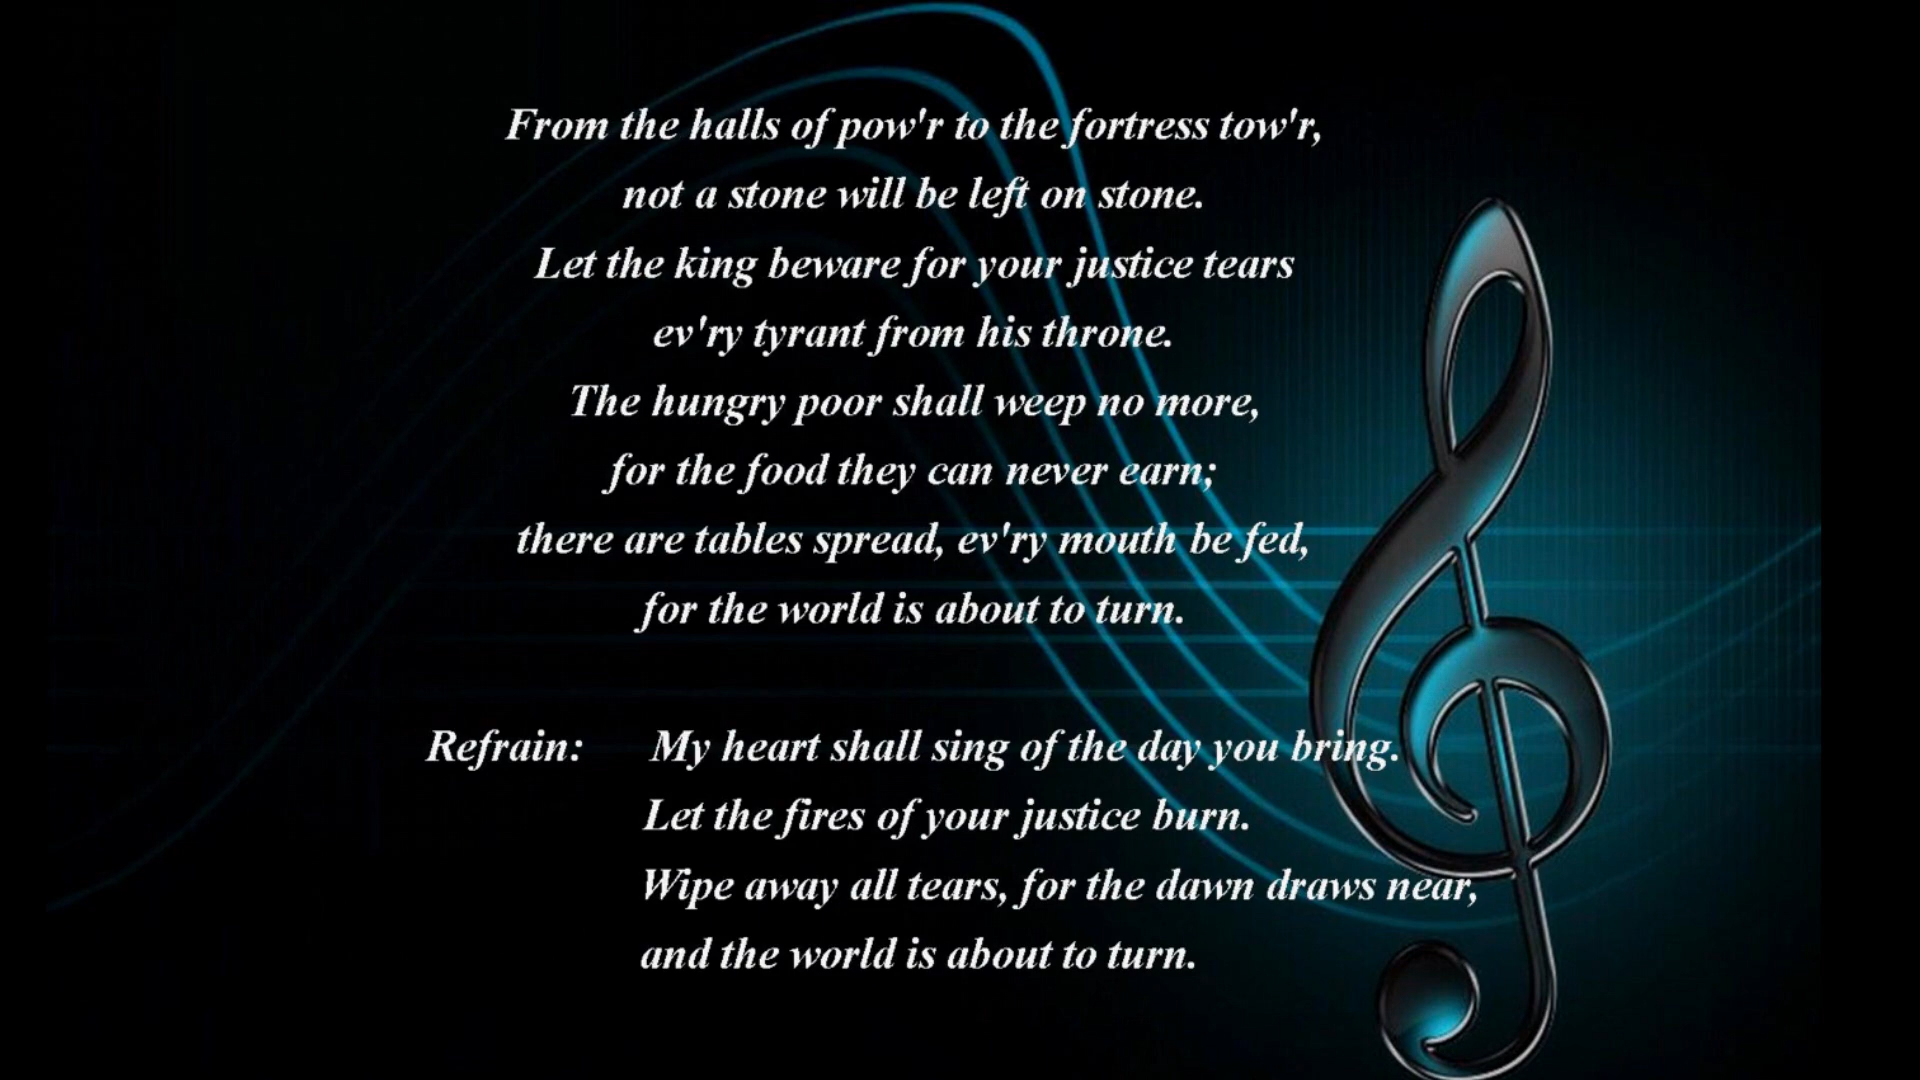 From the halls of pow'r to the fortress tow'r,
not a stone will be left on stone.
Let the king beware for your justice tears
ev'ry tyrant from his throne.
The hungry poor shall weep no more,
for the food they can never earn;
there are tables spread, ev'ry mouth be fed,
for the world is about to turn.
Refrain: My heart shall sing of the day you bring.
Let the fires of your justice burn.
Wipe away all tears, for the dawn draws near,
and the world is about to turn.